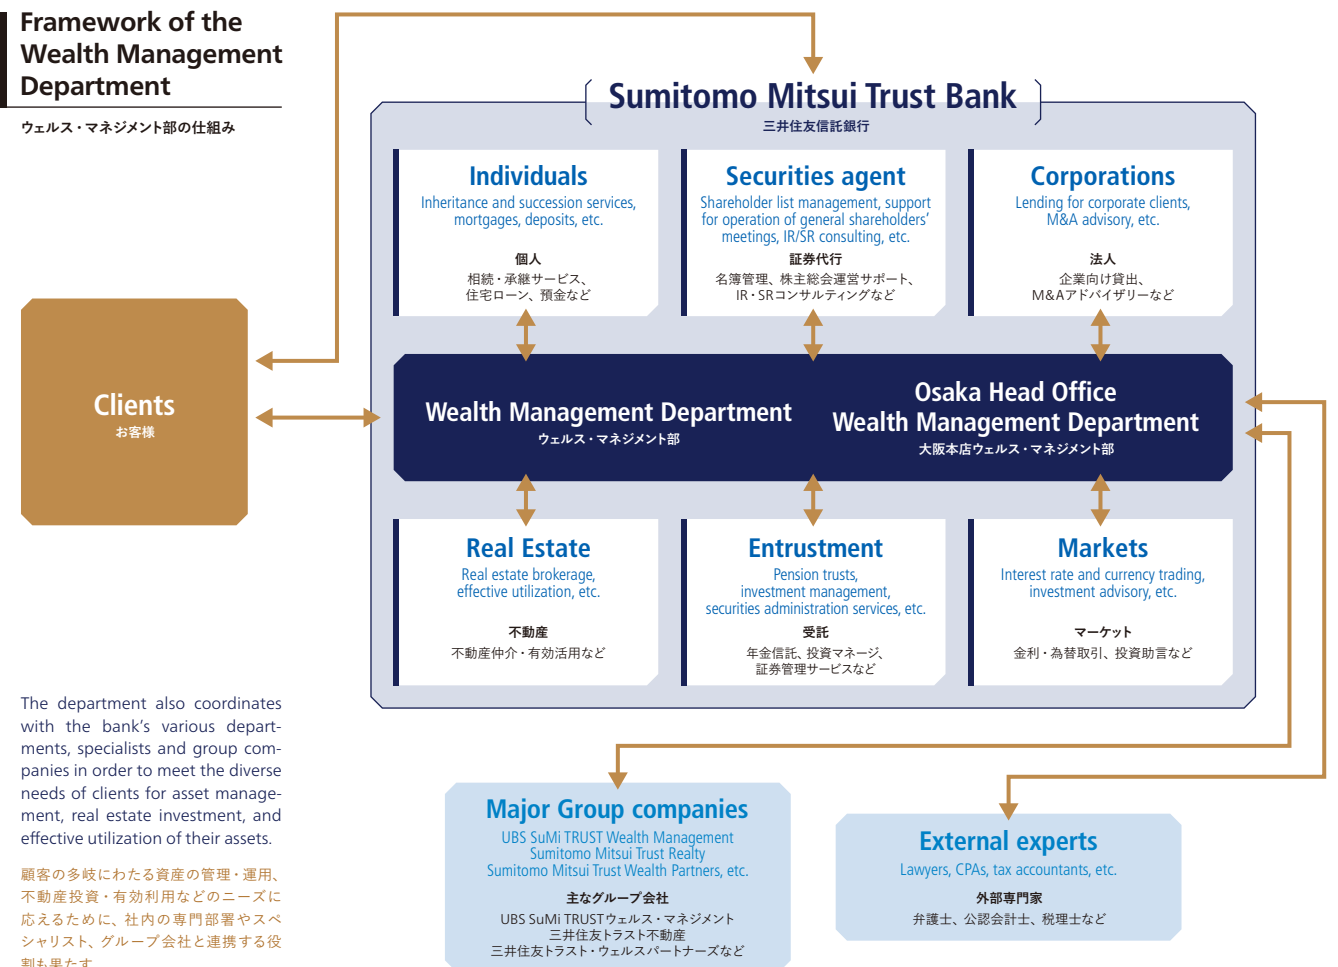 Framework of the
Wealth Management
Department
ウェルス・マネジメント部の仕組み
Sumitomo Mitsui Trust Bank
三井住友信託銀行
Individuals
Inheritance and succession services,
mortgages, deposits, etc.
個人
相続・承継サービス、
住宅ローン、預金など
Securities agent
Shareholder list management, support
for operation of general shareholders'
meetings, IR/SR consulting, etc.
証券代行
名簿管理、株主総会運営サポート、
IR・SRコンサルティングなど
Corporations
Lending for corporate clients,
M&A advisory, etc.
法人
企業向け貸出、
M&Aアドバイザリーなど
Clients
お客様
Wealth Management Department
ウェルス・マネジメント部
Osaka Head Office
Wealth Management Department
大阪本店ウェルス・マネジメント部
Real Estate
Real estate brokerage,
effective utilization, etc.
不動産
不動産仲介・有効活用など
Entrustment
Pension trusts,
investment management,
securities administration services, etc.
受託
年金信託、投資マネージ、
証券管理サービスなど
Markets
Interest rate and currency trading,
investment advisory, etc.
マーケット
金利・為替取引、投資助言など
The department also coordinates
with the bank's various depart-
ments, specialists and group com-
panies in order to meet the diverse
needs of clients for asset manage-
ment, real estate investment, and
effective utilization of their assets.
顧客の多岐にわたる資産の管理・運用、
不動産投資・有効利用などのニーズに
応えるために、社内の専門部署やスペ
シャリスト、グループ会社と連携する役
割も果たす
Major Group companies
UBS SuMi TRUST Wealth Management
Sumitomo Mitsui Trust Realty
Sumitomo Mitsui Trust Wealth Partners, etc.
主なグループ会社
UBS SuMi TRUSTウェルス・マネジメント
三井住友トラスト不動産
三井住友トラスト・ウェルスパートナーズなど
External experts
Lawyers, CPAs, tax accountants, etc.
外部専門家
弁護士、公認会計士、税理士など